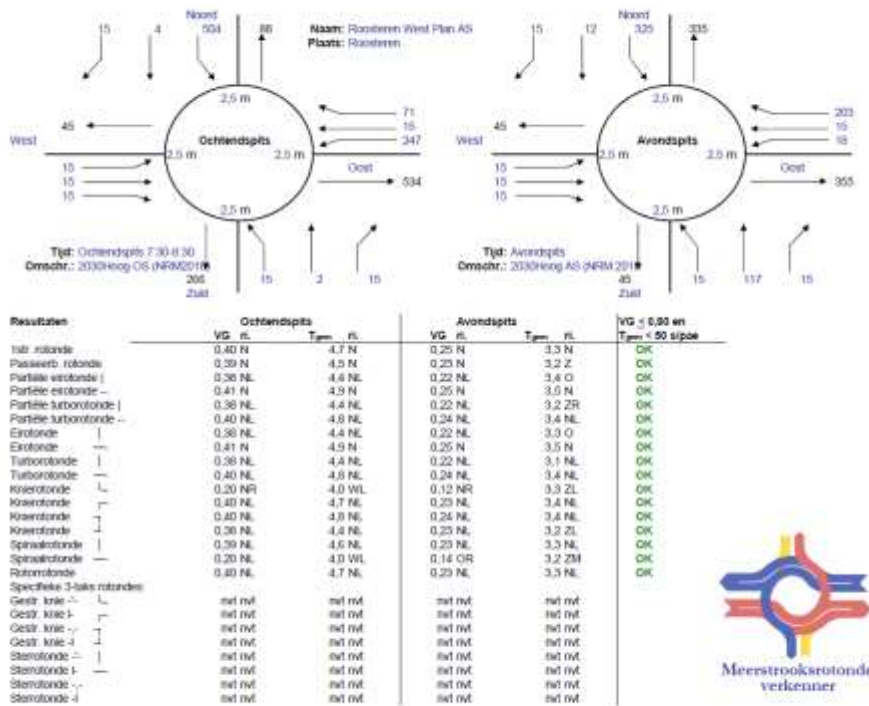 Noord
15 4 504 88
Naam: Roosteren West Plan AS
Plaats: Roosteren
Noord
15 12 325 335
2,5 m
2,5 m
71
15
247
203
15
18
45
West
Ochtendspits
45
West
Avondspits
2,5 m 2,5 m
2,5 m 2,5 m
15
15
15
Oost
534
15
15
15
Oost
355
2,5 m
2,5 m
Tijd: Ochtendspits 7:30-8:30
Omschr.: 2030Hoog OS (NRM201
266 15 2 15
Zuid
Tijd: Avondspits
Omschr.: 2030Hoog AS (NRM 201
45 15 117 15
Zuid
Resultaten Ochtendspits Avondspits VG ≤ 0,80 en
VG ri. Tgem ri. VG ri. Tgem ri. Tgem < 50 s/pae
1str. rotonde 0,40 N 4,7 N 0,25 N 3,3 N OK
Passeerb. rotonde 0,39 N 4,5 N 0,23 N 3,2 Z OK
Partiële eirotonde | 0,38 NL 4,4 NL 0,22 NL 3,4 O OK
Partiële eirotonde -- 0,41 N 4,9 N 0,25 N 3,5 N OK
Partiële turborotonde | 0,38 NL 4,4 NL 0,22 NL 3,2 ZR OK
Partiële turborotonde -- 0,40 NL 4,8 NL 0,24 NL 3,4 NL OK
Eirotonde 0,38 NL 4,4 NL 0,22 NL 3,3 O OK
Eirotonde 0,41 N 4,9 N 0,25 N 3,5 N OK
Turborotonde 0,38 NL 4,4 NL 0,22 NL 3,1 NL OK
Turborotonde 0,40 NL 4,8 NL 0,24 NL 3,4 NL OK
Knierotonde 0,20 NR 4,0 WL 0,12 NR 3,3 ZL OK
Knierotonde 0,40 NL 4,7 NL 0,23 NL 3,4 NL OK
Knierotonde 0,40 NL 4,8 NL 0,24 NL 3,4 NL OK
Knierotonde 0,38 NL 4,4 NL 0,23 NL 3,2 ZL OK
Spiraalrotonde 0,39 NL 4,6 NL 0,23 NL 3,3 NL OK
Spiraalrotonde 0,20 NL 4,0 WL 0,14 OR 3,2 ZM OK
Rotorrotonde 0,40 NL 4,7 NL 0,23 NL 3,3 NL OK
Specifieke 3-taks rotondes:
Gestr. knie nvt nvt nvt nvt nvt nvt nvt nvt
Gestr. knie nvt nvt nvt nvt nvt nvt nvt nvt
Gestr. knie nvt nvt nvt nvt nvt nvt nvt nvt
Gestr. knie nvt nvt nvt nvt nvt nvt nvt nvt
Sterrotonde nvt nvt nvt nvt nvt nvt nvt nvt
Sterrotonde nvt nvt nvt nvt nvt nvt nvt nvt
Sterrotonde nvt nvt nvt nvt nvt nvt nvt nvt
Sterrotonde nvt nvt nvt nvt nvt nvt nvt nvt
Meerstrooksrotonde
verkenner